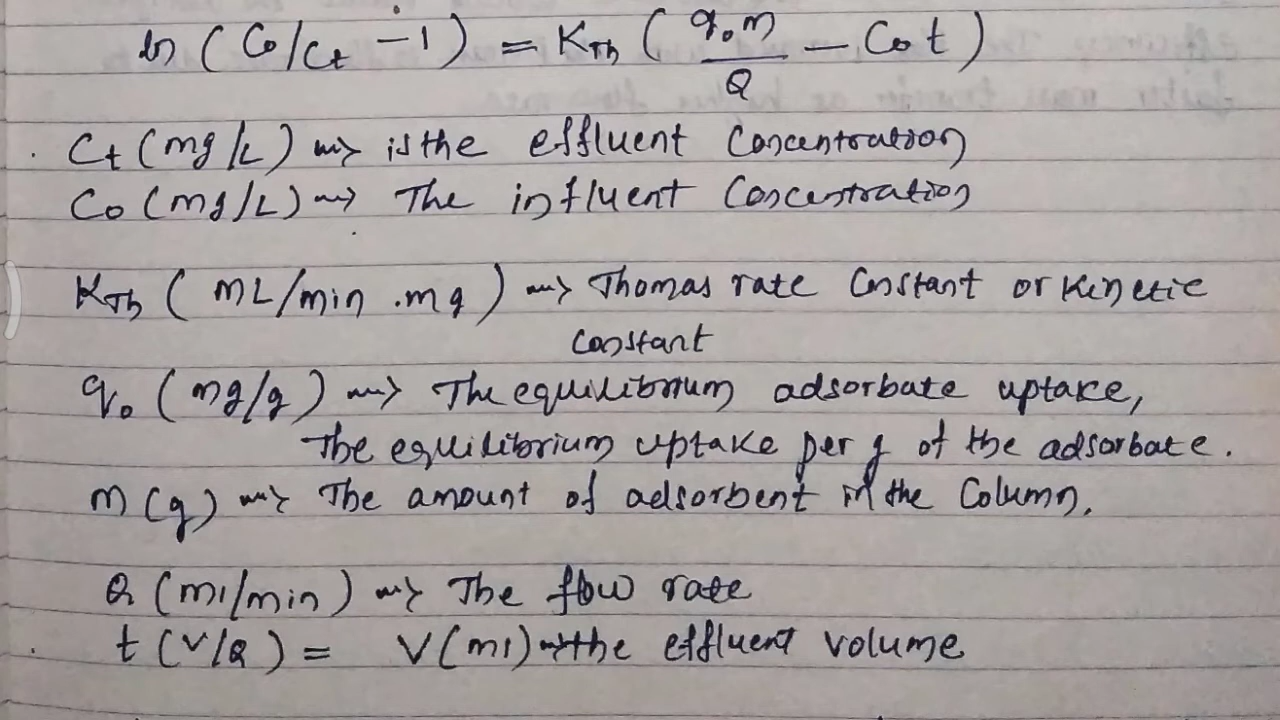 ln (Co/Ct - 1) = KTh (qom/Q - Cot)
Ct (mg/L) ⇝ is the effluent Concentration
Co (mg/L) ⇝ The influent Concentration
KTh (mL/min .mg) ⇝ Thomas rate Constant or Kinetic
Constant
qo (mg/g) ⇝ The equilibrium adsorbate uptake,
The equilibrium uptake per g of the adsorbate.
m (g) ⇝ The amount of adsorbent in the Column.
Q (ml/min) ⇝ The flow rate
t (V/Q) = V(ml) ⇝ the effluent volume